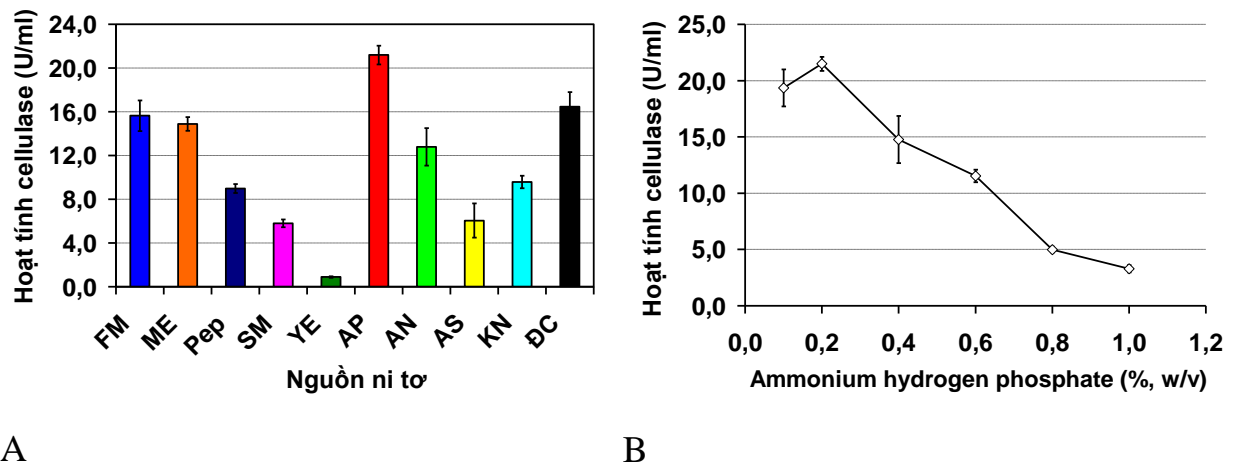 Hoạt tính cellulase (U/ml)
24,0
20,0
16,0
12,0
8,0
4,0
0,0
FM ME Pep SM YE AP AN AS KN ĐC
Nguồn ni tơ
A
Hoạt tính cellulase (U/ml)
25,0
20,0
15,0
10,0
5,0
0,0
0,0 0,2 0,4 0,6 0,8 1,0 1,2
Ammonium hydrogen phosphate (%, w/v)
B